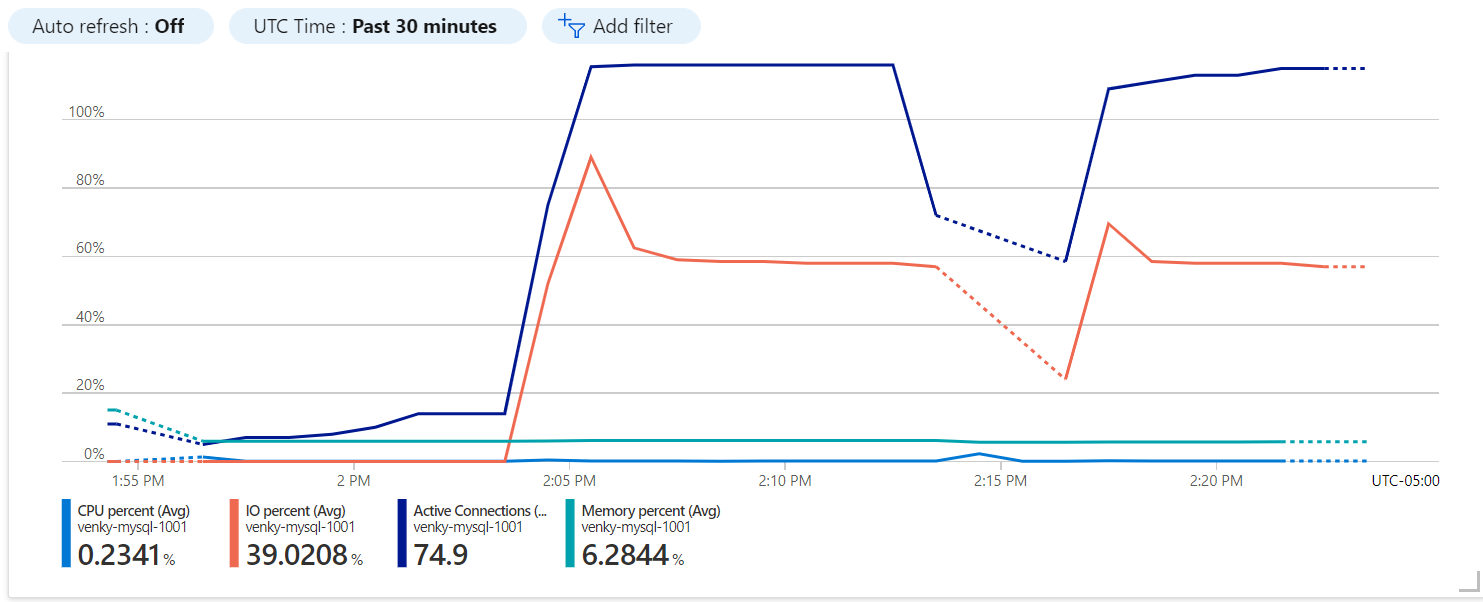 Auto refresh : Off
UTC Time : Past 30 minutes
Add filter
100%
80%
60%
40%
20%
0%
1:55 PM
2 PM
2:05 PM
2:10 PM
2:15 PM
2:20 PM
UTC-05:00
CPU percent (Avg)
venky-mysql-1001
0.2341 %
IO percent (Avg)
venky-mysql-1001
39.0208 %
Active Connections (...
venky-mysql-1001
74.9
Memory percent (Avg)
venky-mysql-1001
6.2844 %